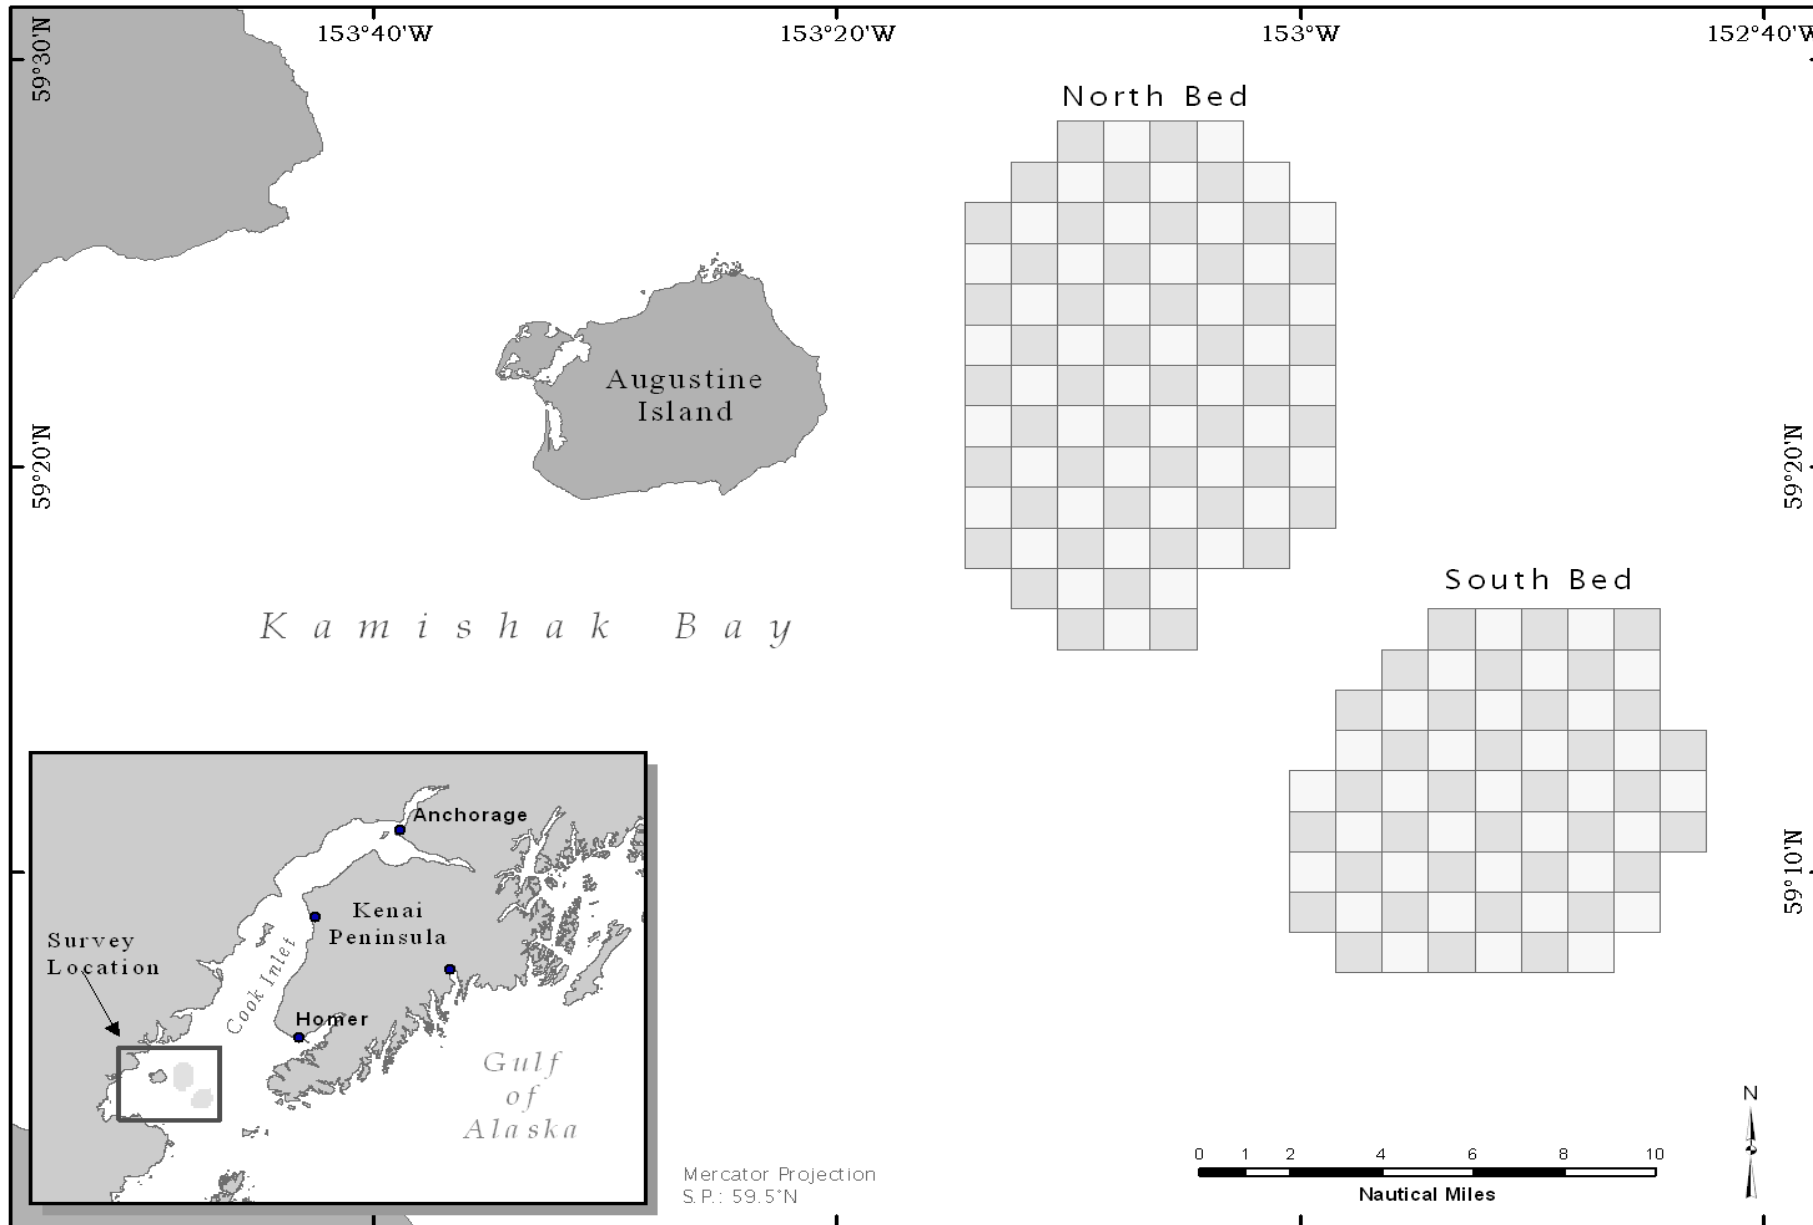 153°40'W
153°20'W
153°W
152°40'W
59°30'N
North Bed
Augustine
Island
59°20'N
59°20'N
South Bed
Kamishak Bay
Anchorage
Kenai
Peninsula
Survey
Location
Cook Inlet
Homer
Gulf
of
Alaska
59°10'N
N
Mercator Projection
S.P.: 59.5°N
0 1 2 4 6 8 10
Nautical Miles